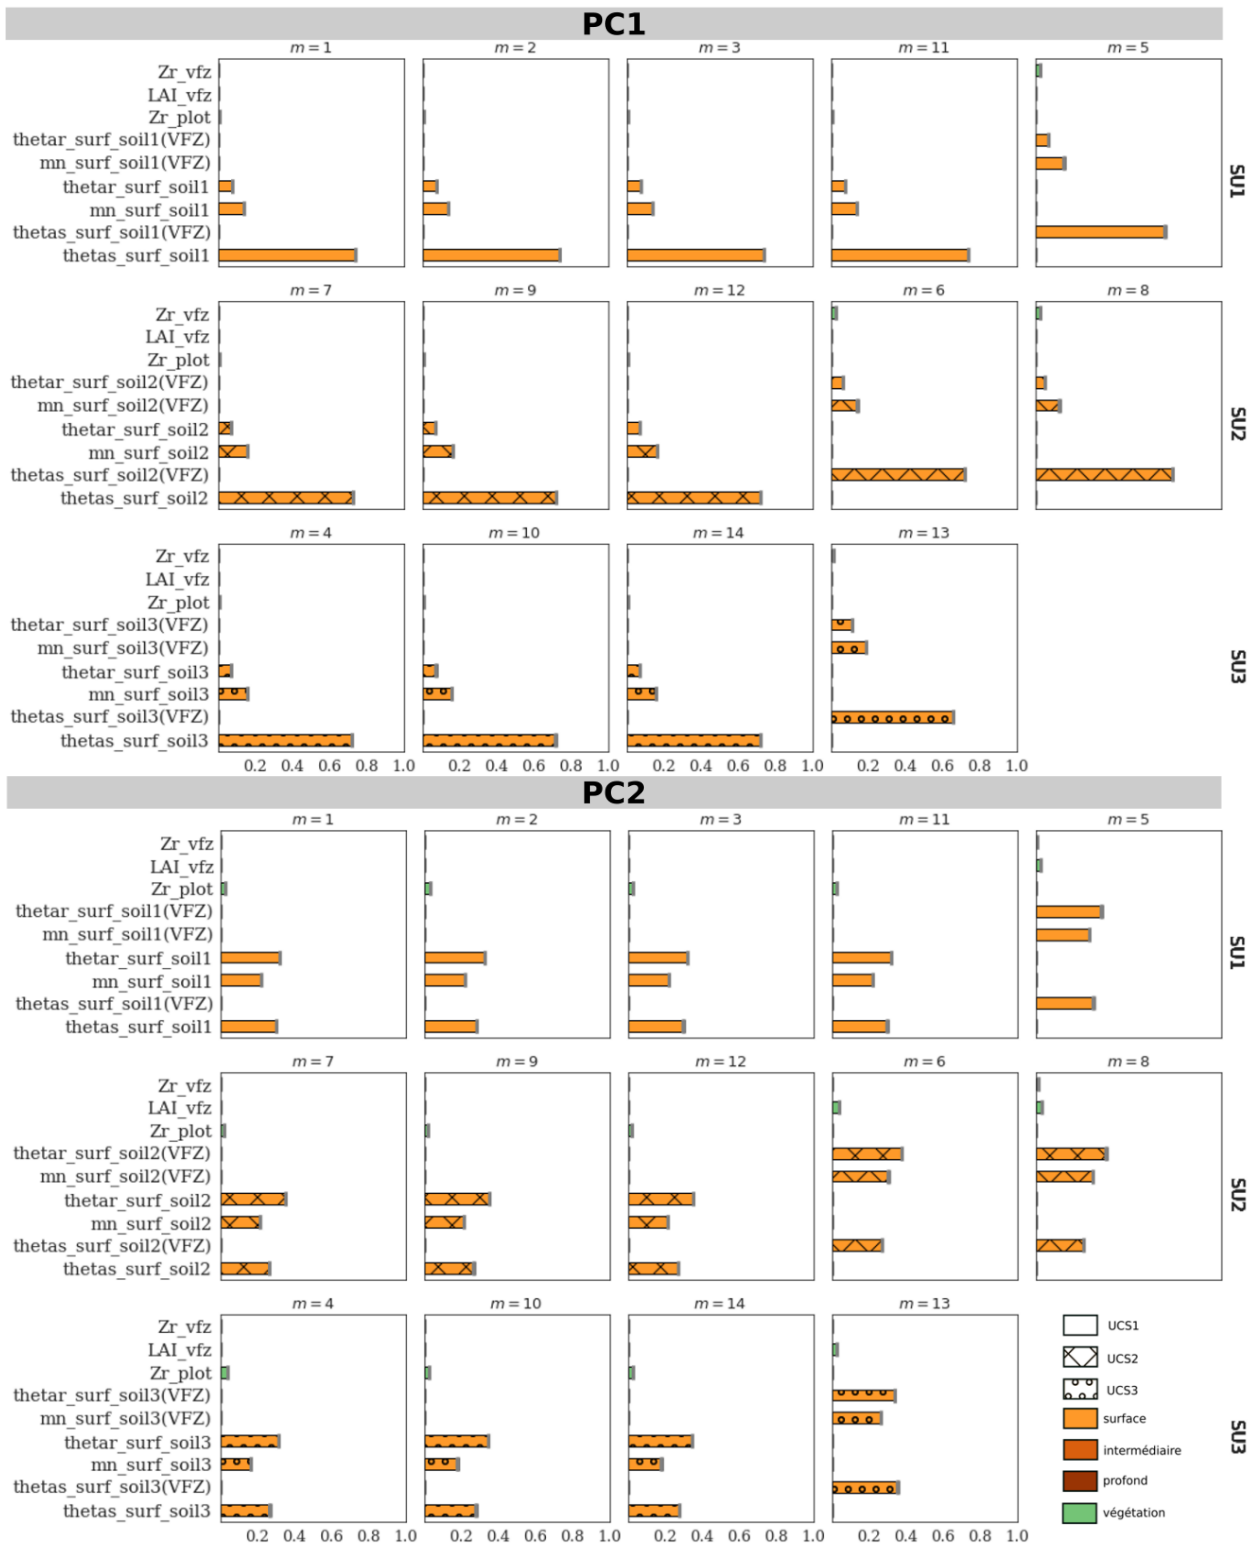 PC1
m = 1 m = 2 m = 3 m = 11 m = 5
Zr_vfz
LAI_vfz
Zr_plot
thetar_surf_soil1(VFZ)
mn_surf_soil1(VFZ)
thetar_surf_soil1
mn_surf_soil1
thetas_surf_soil1(VFZ)
thetas_surf_soil1
SU1
m = 7 m = 9 m = 12 m = 6 m = 8
Zr_vfz
LAI_vfz
Zr_plot
thetar_surf_soil2(VFZ)
mn_surf_soil2(VFZ)
thetar_surf_soil2
mn_surf_soil2
thetas_surf_soil2(VFZ)
thetas_surf_soil2
SU2
m = 4 m = 10 m = 14 m = 13
Zr_vfz
LAI_vfz
Zr_plot
thetar_surf_soil3(VFZ)
mn_surf_soil3(VFZ)
thetar_surf_soil3
mn_surf_soil3
thetas_surf_soil3(VFZ)
thetas_surf_soil3
SU3
0.2 0.4 0.6 0.8 1.0 0.2 0.4 0.6 0.8 1.0 0.2 0.4 0.6 0.8 1.0 0.2 0.4 0.6 0.8 1.0
PC2
m = 1 m = 2 m = 3 m = 11 m = 5
Zr_vfz
LAI_vfz
Zr_plot
thetar_surf_soil1(VFZ)
mn_surf_soil1(VFZ)
thetar_surf_soil1
mn_surf_soil1
thetas_surf_soil1(VFZ)
thetas_surf_soil1
SU1
m = 7 m = 9 m = 12 m = 6 m = 8
Zr_vfz
LAI_vfz
Zr_plot
thetar_surf_soil2(VFZ)
mn_surf_soil2(VFZ)
thetar_surf_soil2
mn_surf_soil2
thetas_surf_soil2(VFZ)
thetas_surf_soil2
SU2
m = 4 m = 10 m = 14 m = 13
Zr_vfz
LAI_vfz
Zr_plot
thetar_surf_soil3(VFZ)
mn_surf_soil3(VFZ)
thetar_surf_soil3
mn_surf_soil3
thetas_surf_soil3(VFZ)
thetas_surf_soil3
0.2 0.4 0.6 0.8 1.0 0.2 0.4 0.6 0.8 1.0 0.2 0.4 0.6 0.8 1.0 0.2 0.4 0.6 0.8 1.0
UCS1
UCS2
UCS3
surface
intermédiaire
profond
végétation
SU3